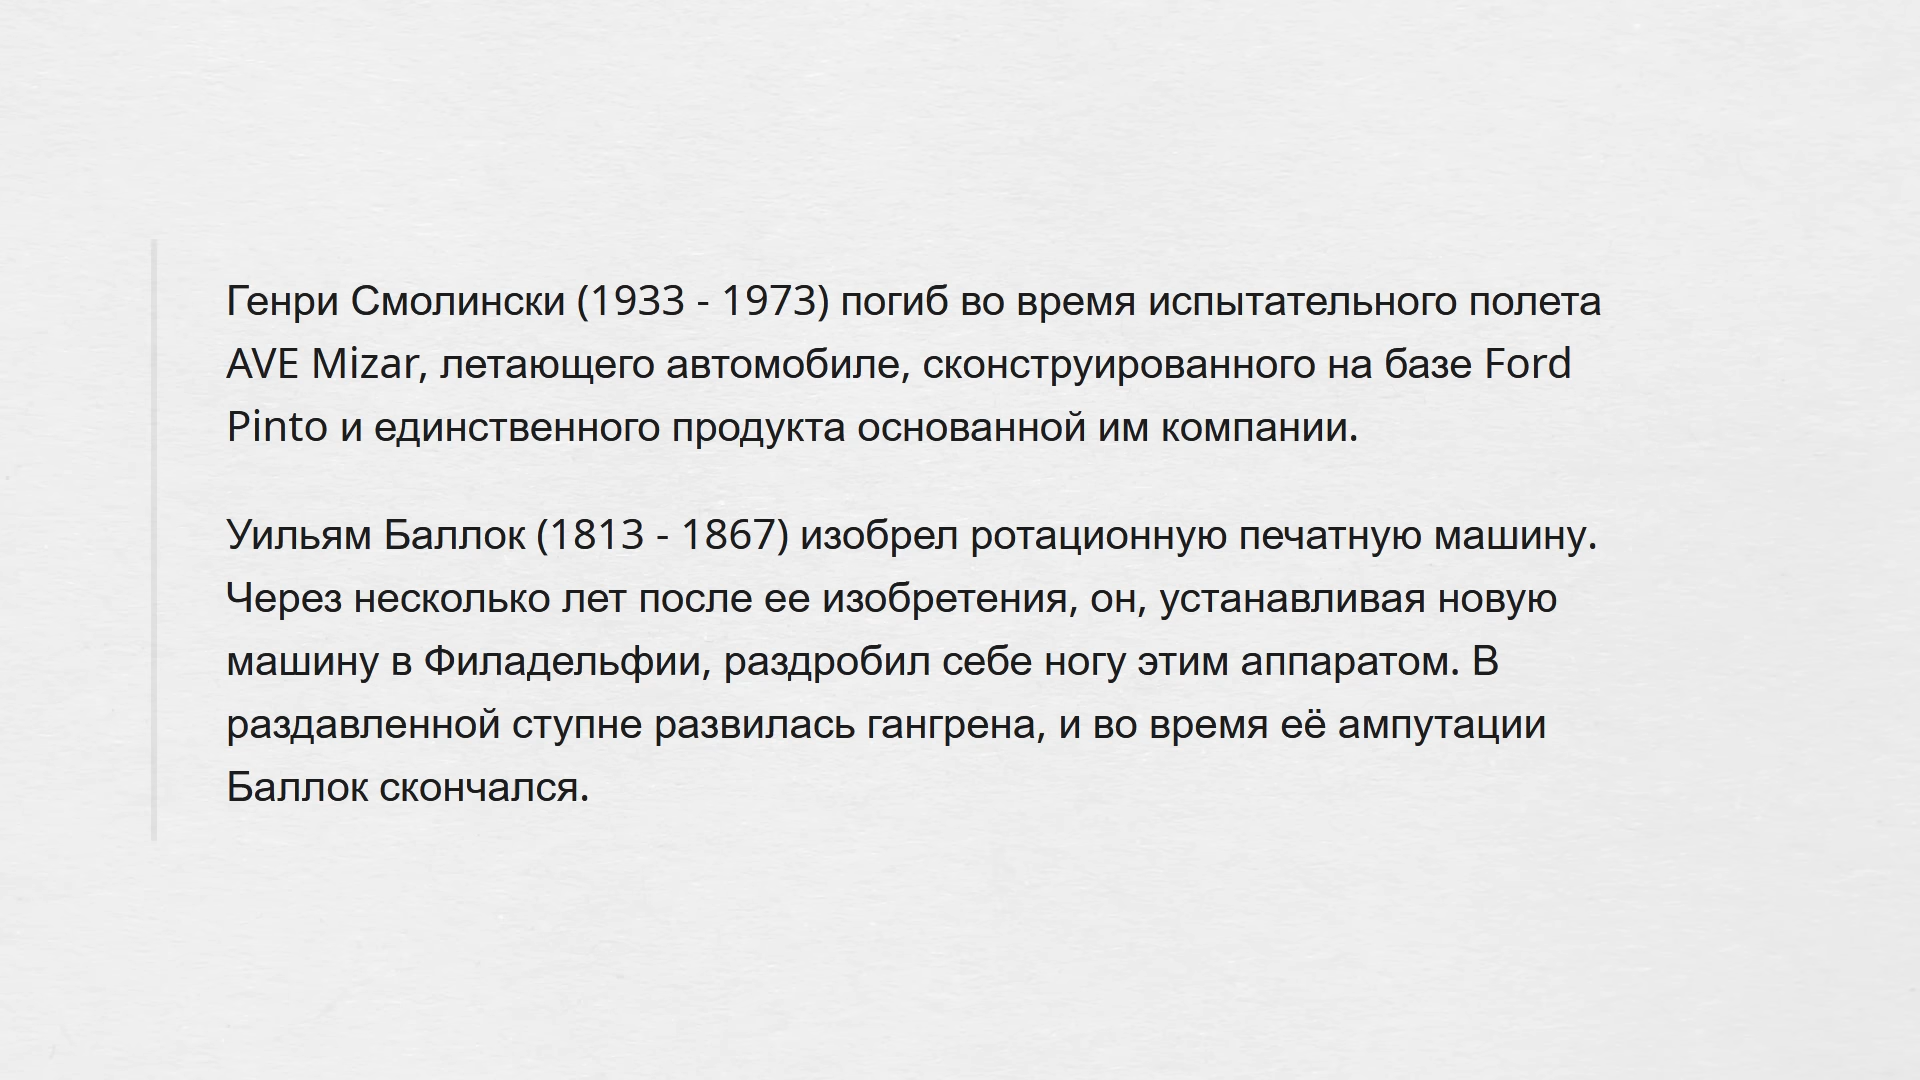 Генри Смолински (1933 - 1973) погиб во время испытательного полета
AVE Mizar, летающего автомобиле, сконструированного на базе Ford
Pinto и единственного продукта основанной им компании.
Уильям Баллок (1813 - 1867) изобрел ротационную печатную машину.
Через несколько лет после ее изобретения, он, устанавливая новую
машину в Филадельфии, раздробил себе ногу этим аппаратом. В
раздавленной ступне развилась гангрена, и во время её ампутации
Баллок скончался.